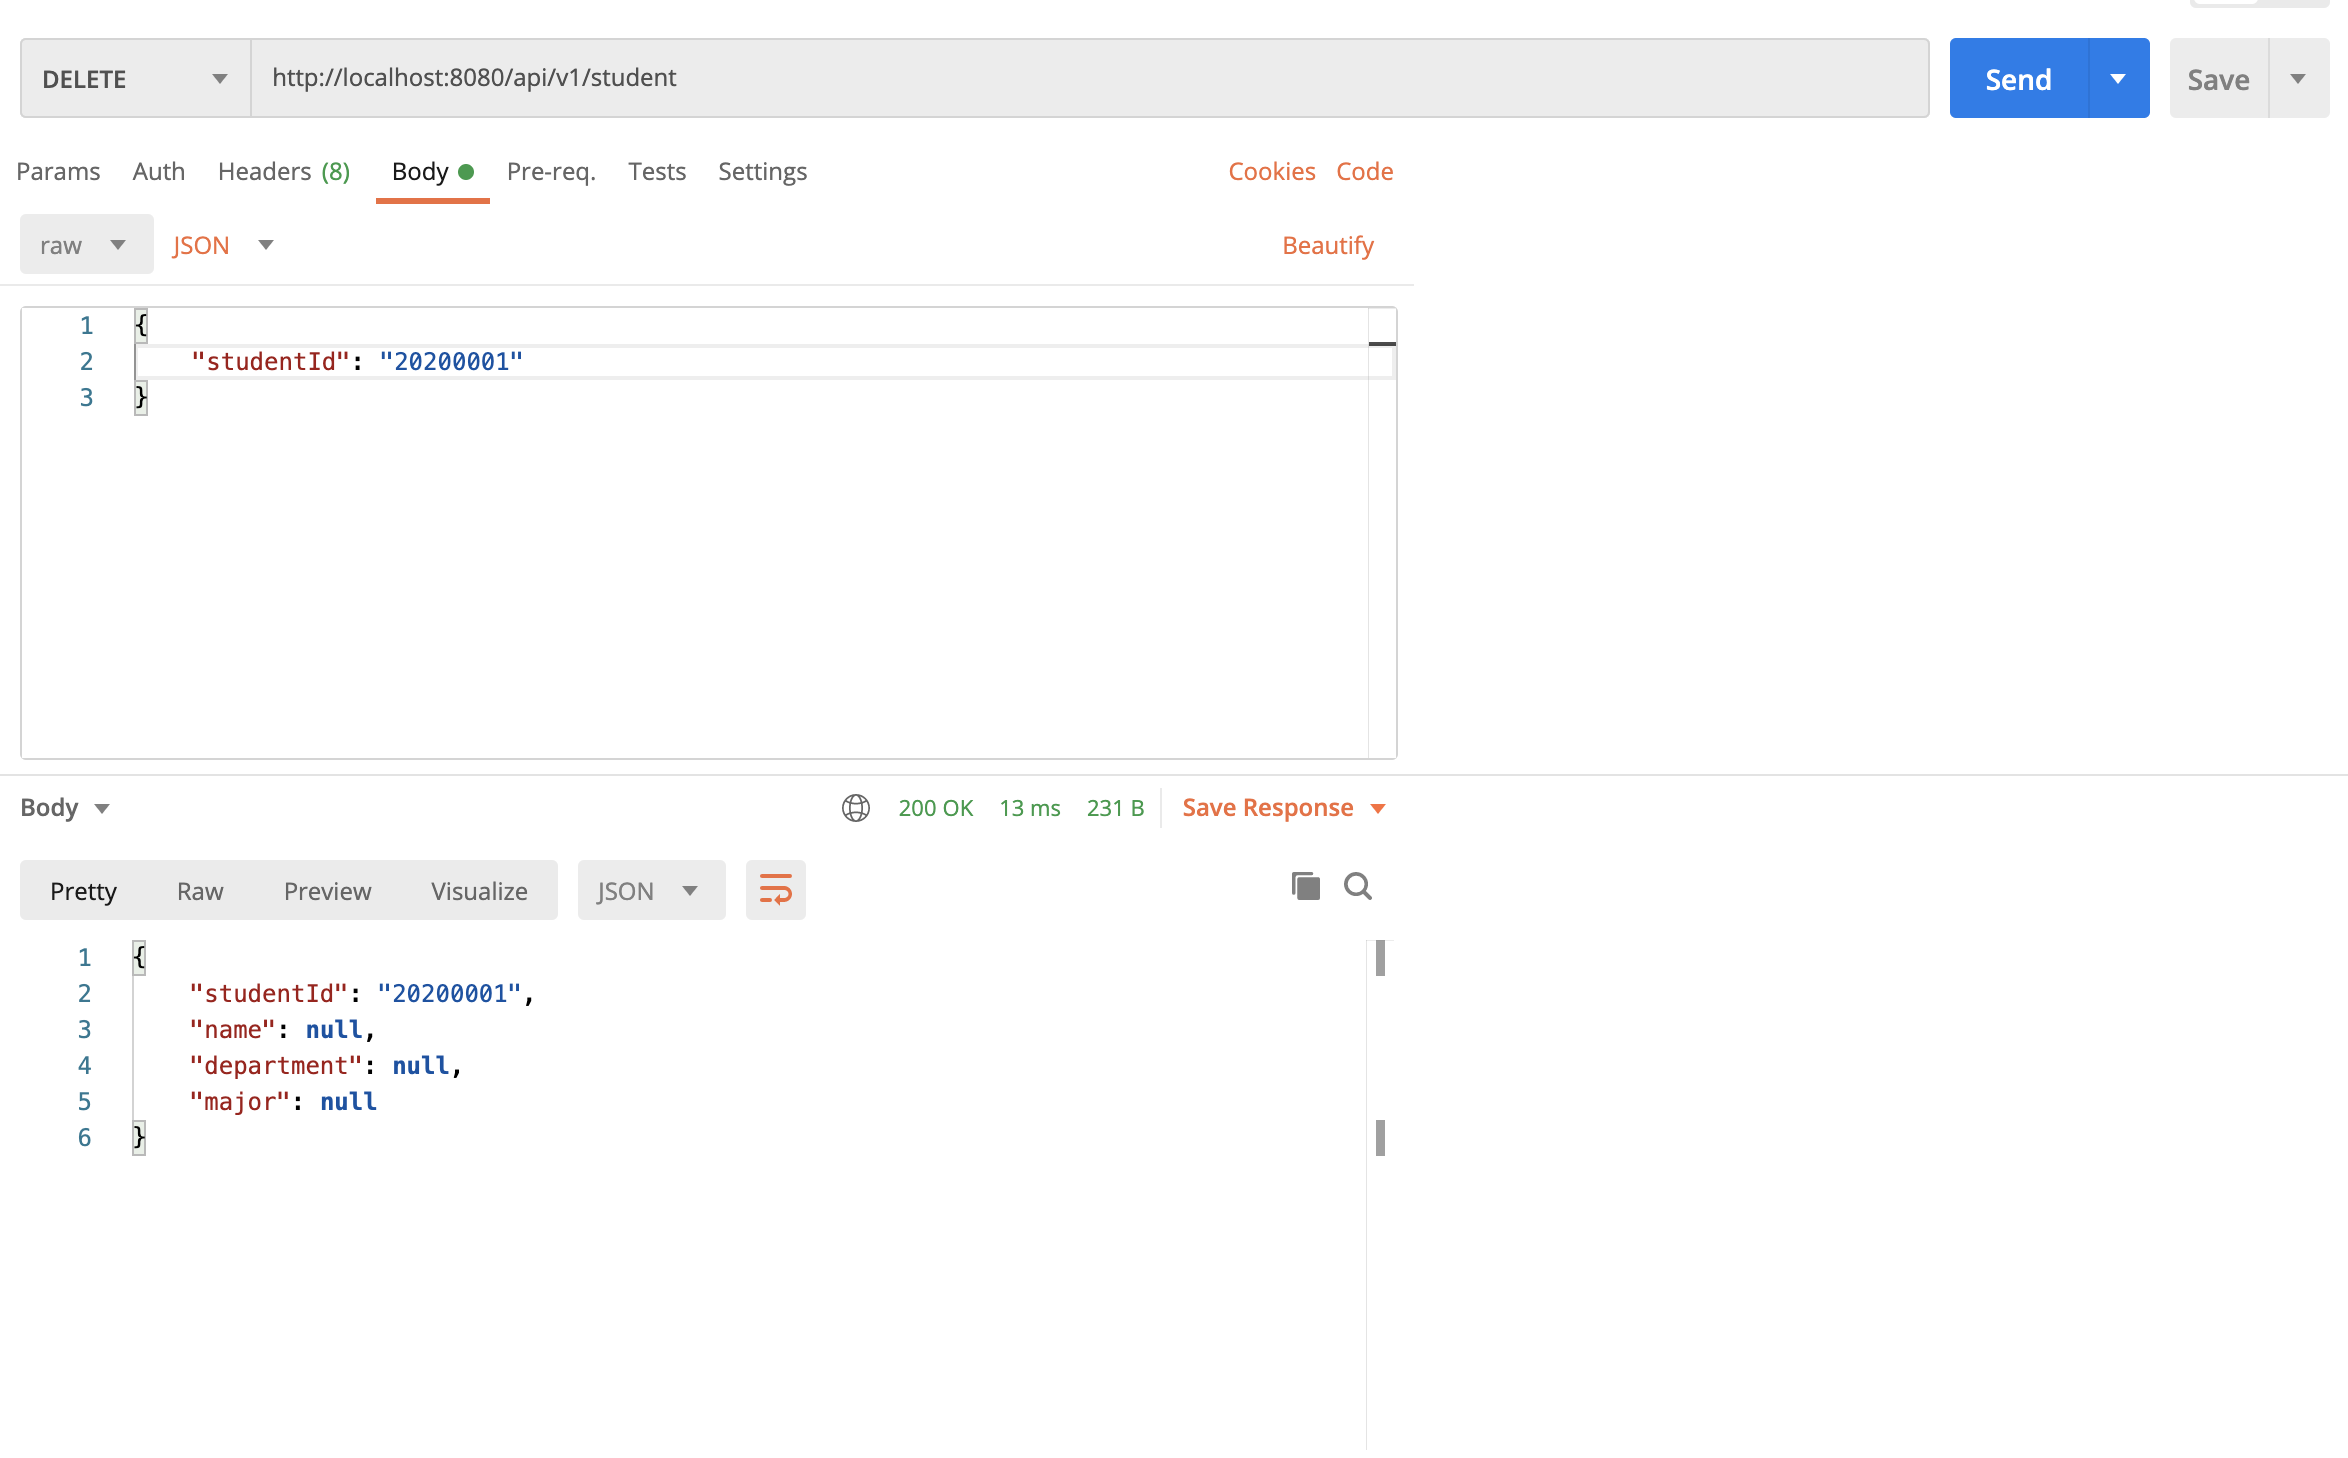 DELETE http://localhost:8080/api/v1/student Send Save
Params Auth Headers (8) Body Pre-req. Tests Settings Cookies Code
raw JSON Beautify
1 {
2 "studentId": "20200001"
3 }
Body 200 OK 13 ms 231 B Save Response
Pretty Raw Preview Visualize JSON
1 {
2 "studentId": "20200001",
3 "name": null,
4 "department": null,
5 "major": null
6 }